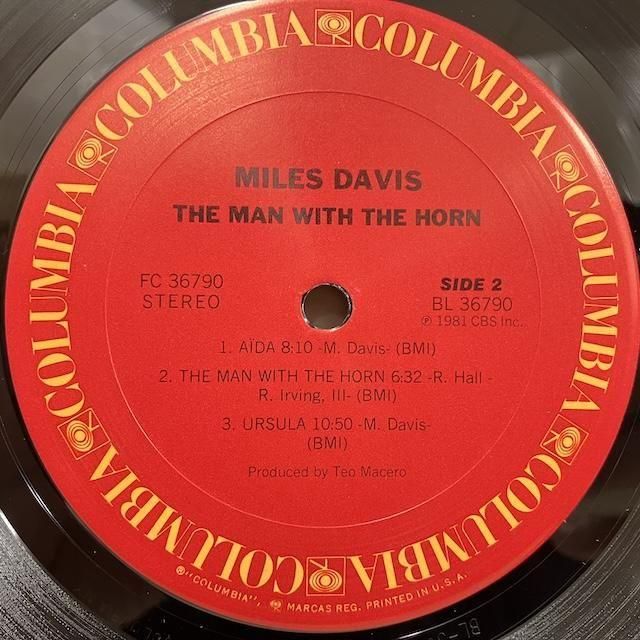 COLUMBIA COLUMBIA COLUMBIA COLUMBIA COLUMBIA COLUMBIA COLUMBIA COLUMBIA
MILES DAVIS
THE MAN WITH THE HORN
FC 36790
STEREO
SIDE 2
BL 36790
℗ 1981 CBS Inc.
1. AÏDA 8:10 -M. Davis- (BMI)
2. THE MAN WITH THE HORN 6:32 -R. Hall -
R. Irving, III- (BMI)
3. URSULA 10:50 -M. Davis-
(BMI)
Produced by Teo Macero
®"COLUMBIA", MARCAS REG. PRINTED IN U.S.A.